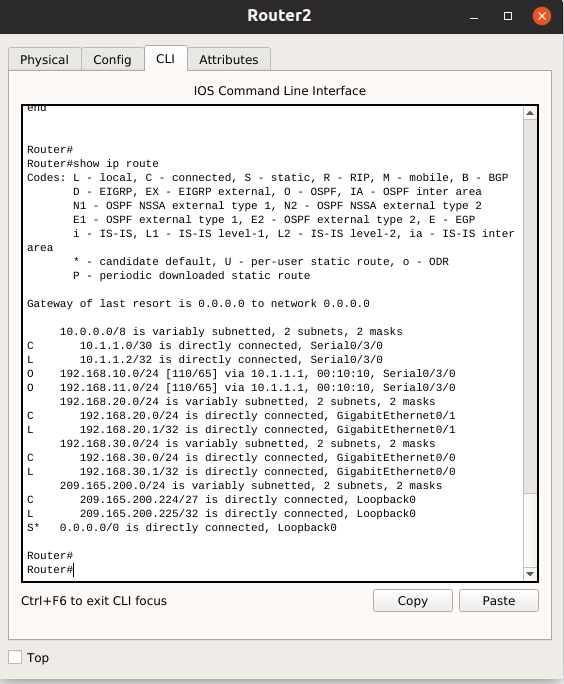 Router2
Physical Config CLI Attributes
IOS Command Line Interface
end
Router#
Router#show ip route
Codes: L - local, C - connected, S - static, R - RIP, M - mobile, B - BGP
D - EIGRP, EX - EIGRP external, O - OSPF, IA - OSPF inter area
N1 - OSPF NSSA external type 1, N2 - OSPF NSSA external type 2
E1 - OSPF external type 1, E2 - OSPF external type 2, E - EGP
i - IS-IS, L1 - IS-IS level-1, L2 - IS-IS level-2, ia - IS-IS inter
area
* - candidate default, U - per-user static route, o - ODR
P - periodic downloaded static route
Gateway of last resort is 0.0.0.0 to network 0.0.0.0
10.0.0.0/8 is variably subnetted, 2 subnets, 2 masks
C 10.1.1.0/30 is directly connected, Serial0/3/0
L 10.1.1.2/32 is directly connected, Serial0/3/0
O 192.168.10.0/24 [110/65] via 10.1.1.1, 00:10:10, Serial0/3/0
O 192.168.11.0/24 [110/65] via 10.1.1.1, 00:10:10, Serial0/3/0
192.168.20.0/24 is variably subnetted, 2 subnets, 2 masks
C 192.168.20.0/24 is directly connected, GigabitEthernet0/1
L 192.168.20.1/32 is directly connected, GigabitEthernet0/1
192.168.30.0/24 is variably subnetted, 2 subnets, 2 masks
C 192.168.30.0/24 is directly connected, GigabitEthernet0/0
L 192.168.30.1/32 is directly connected, GigabitEthernet0/0
209.165.200.0/24 is variably subnetted, 2 subnets, 2 masks
C 209.165.200.224/27 is directly connected, Loopback0
L 209.165.200.225/32 is directly connected, Loopback0
S* 0.0.0.0/0 is directly connected, Loopback0
Router#
Router#
Ctrl+F6 to exit CLI focus Copy Paste
Top